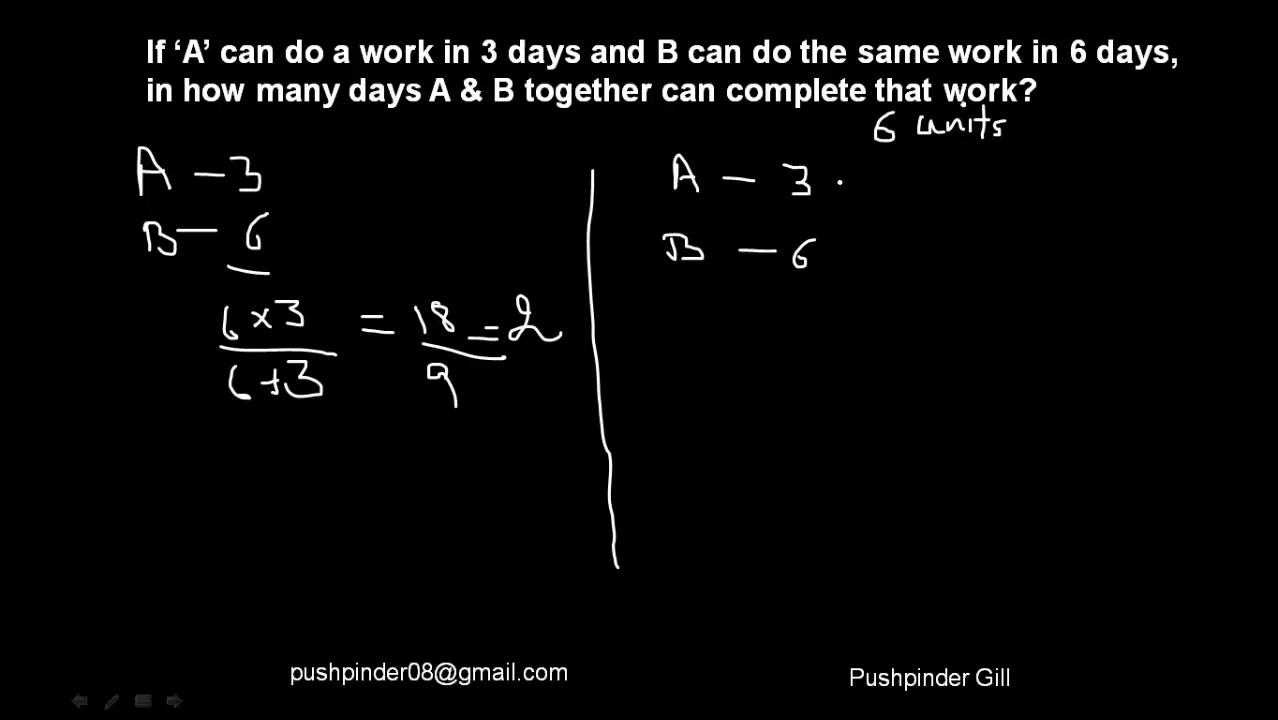 If ‘A’ can do a work in 3 days and B can do the same work in 6 days,
in how many days A & B together can complete that work?
6 units
A – 3
B – 6
6 × 3 = 18 = 2
6 + 3 9
A – 3 .
B – 6
pushpinder08@gmail.com
Pushpinder Gill